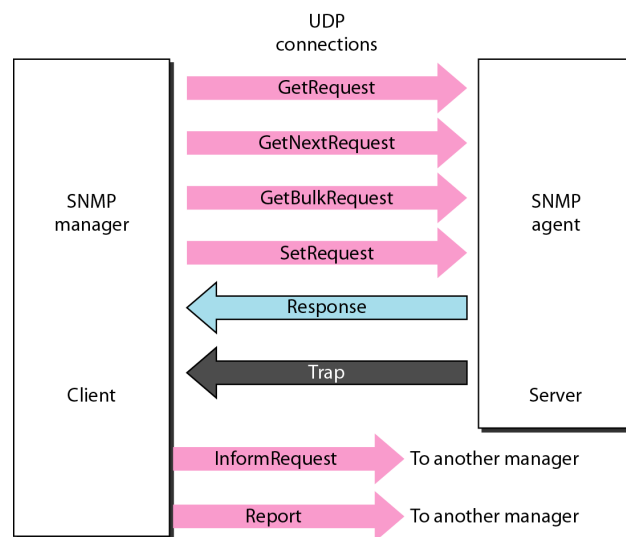 UDP
connections
GetRequest
GetNextRequest
GetBulkRequest
SetRequest
Response
Trap
SNMP
manager
Client
SNMP
agent
Server
InformRequest
To another manager
Report
To another manager